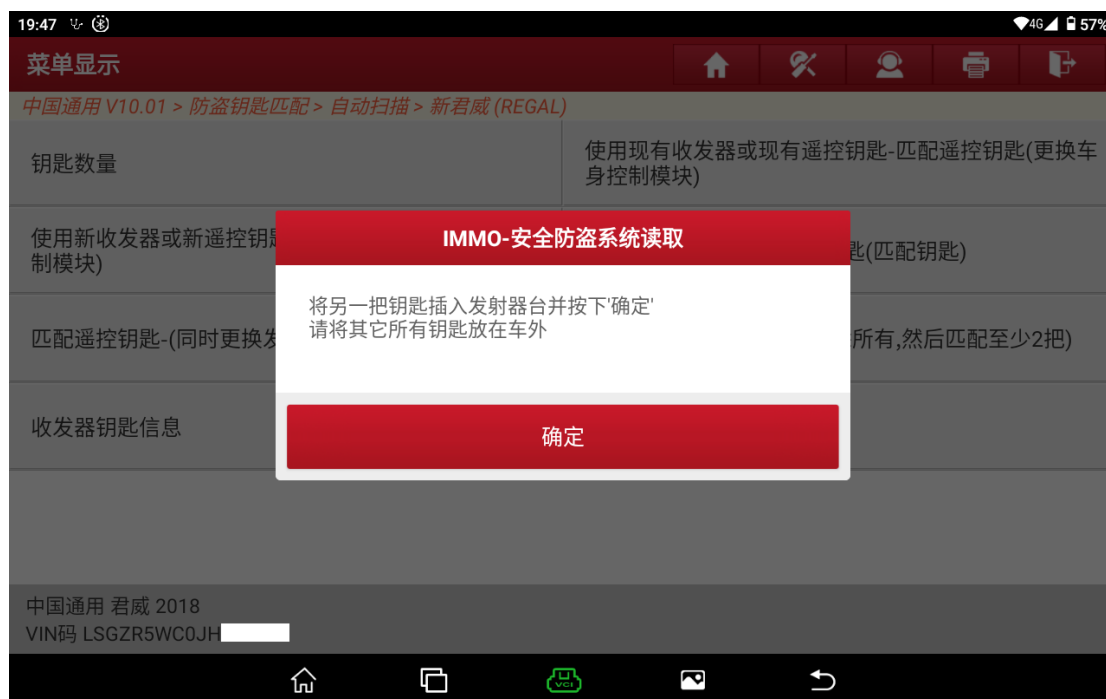 19:47
4G 57%
菜单显示
中国通用 V10.01 > 防盗钥匙匹配 > 自动扫描 > 新君威 (REGAL)
钥匙数量
使用现有收发器或现有遥控钥匙-匹配遥控钥匙(更换车
身控制模块)
使用新收发器或新遥控钥匙
制模块)
匙(匹配钥匙)
IMMO-安全防盗系统读取
将另一把钥匙插入发射器台并按下'确定'
请将其它所有钥匙放在车外
匹配遥控钥匙-(同时更换发
所有,然后匹配至少2把)
收发器钥匙信息
确定
中国通用 君威 2018
VIN码 LSGZR5WC0JH
VCI